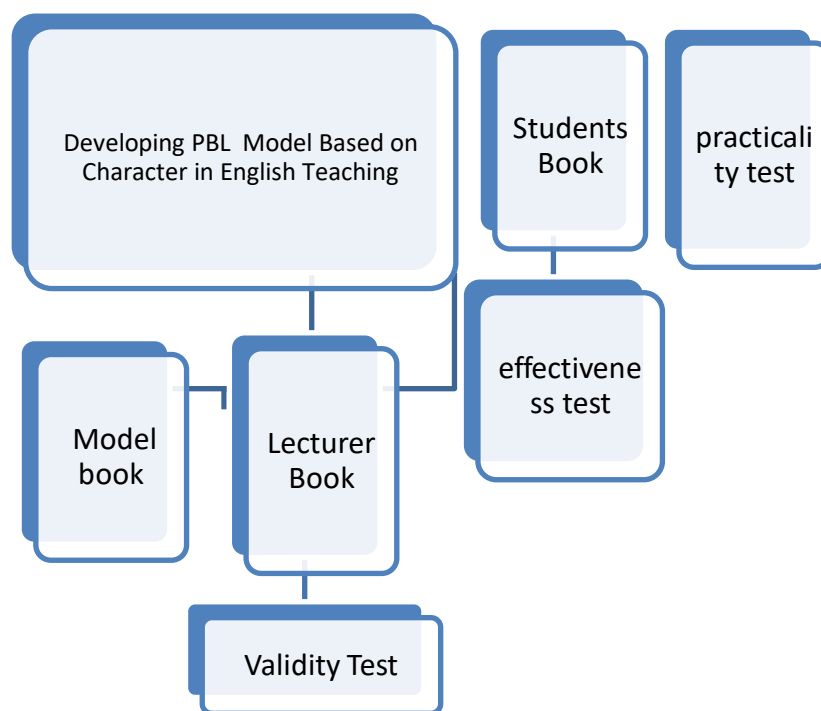 Developing PBL Model Based on
Character in English Teaching
Students
Book
practicali
ty test
Model
book
Lecturer
Book
effectivene
ss test
Validity Test